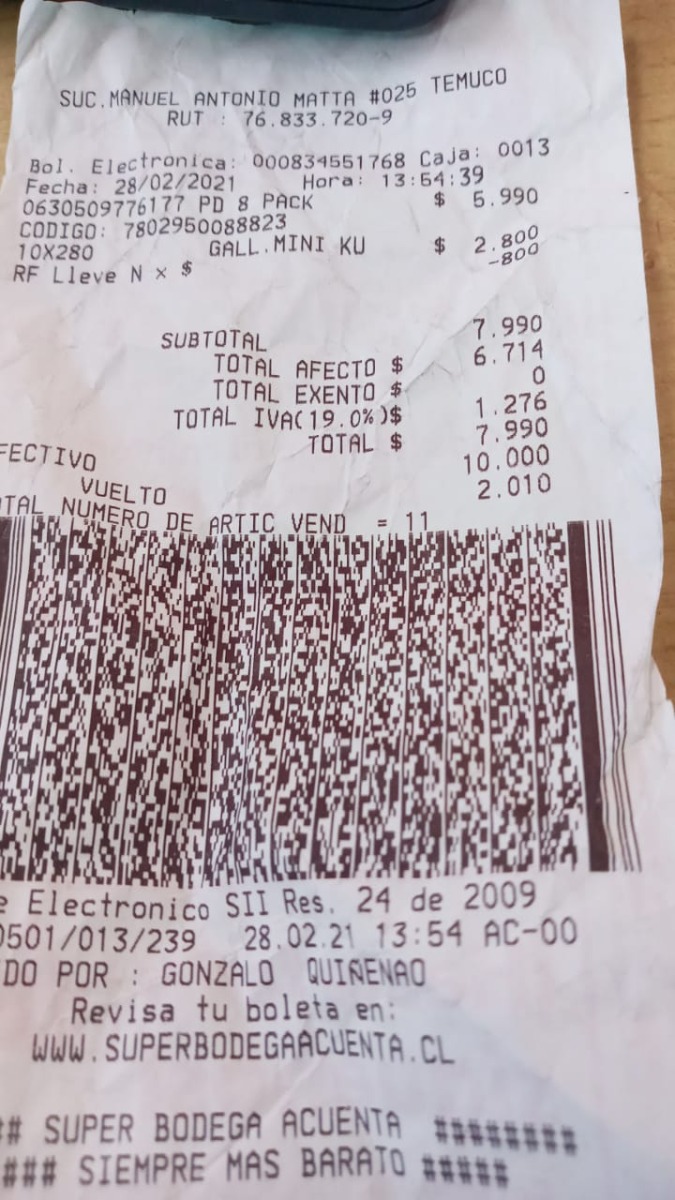 SUC.MANUEL ANTONIO MATTA #025 TEMUCO
RUT : 76.833.720-9
Bol. Electronica: 000834551768 Caja: 0013
Fecha: 28/02/2021 Hora: 13:54:39
0630509776177 PD 8 PACK $ 5.990
CODIGO: 7802950088823
10X280 GALL.MINI KU $ 2.800
RF Lleve N x $ -800
SUBTOTAL 7.990
TOTAL AFECTO $ 6.714
TOTAL EXENTO $ 0
TOTAL IVA(19.0%)$ 1.276
TOTAL $ 7.990
FECTIVO 10.000
VUELTO 2.010
TAL NUMERO DE ARTIC VEND = 11
e Electronico SII Res. 24 de 2009
0501/013/239 28.02.21 13:54 AC-00
DO POR : GONZALO QUIÑENAO
Revisa tu boleta en:
WWW.SUPERBODEGAACUENTA.CL
## SUPER BODEGA ACUENTA ########
### SIEMPRE MAS BARATO #####